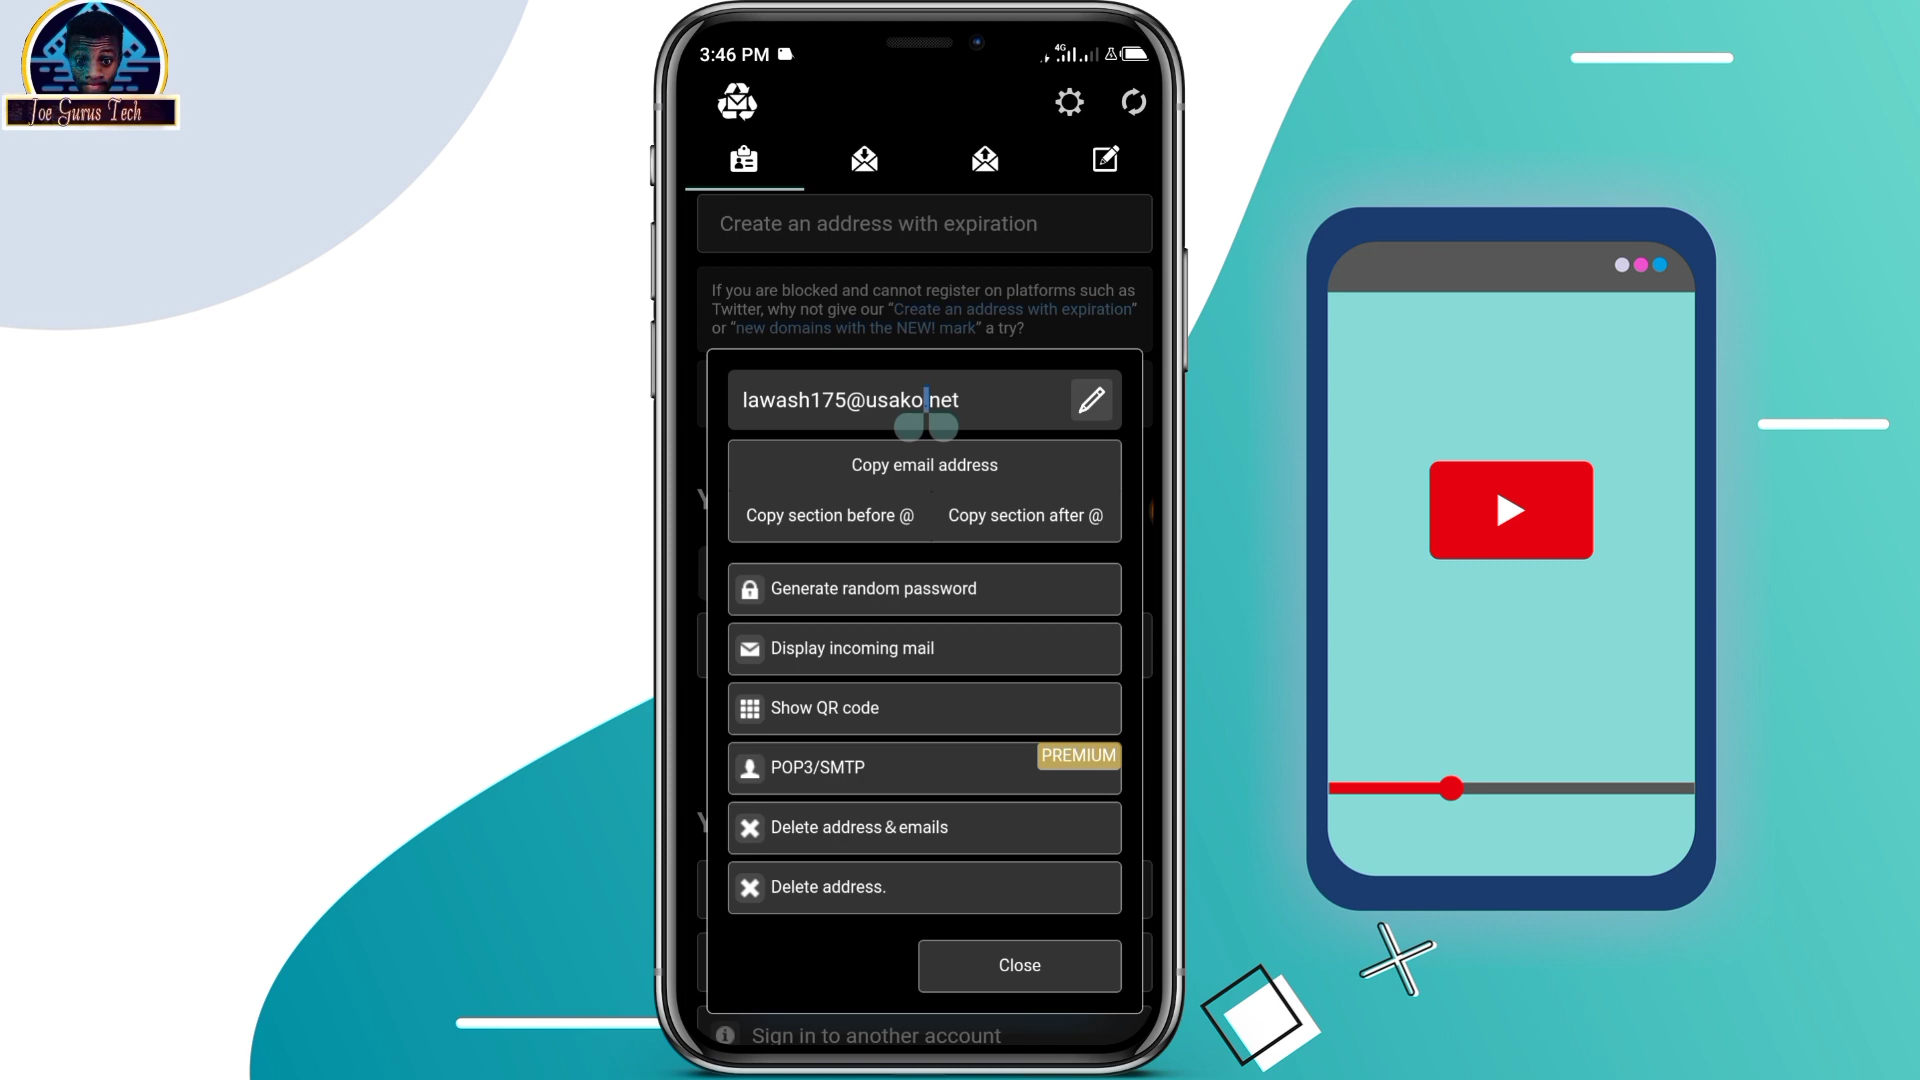 Joe Gurus Tech
3:46 PM
4G
Create an address with expiration
If you are blocked and cannot register on platforms such as
Twitter, why not give our “Create an address with expiration”
or “new domains with the NEW! mark” a try?
lawash175@usako.net
Copy email address
Copy section before @
Copy section after @
Generate random password
Display incoming mail
Show QR code
POP3/SMTP
PREMIUM
Delete address & emails
Delete address.
Close
Sign in to another account